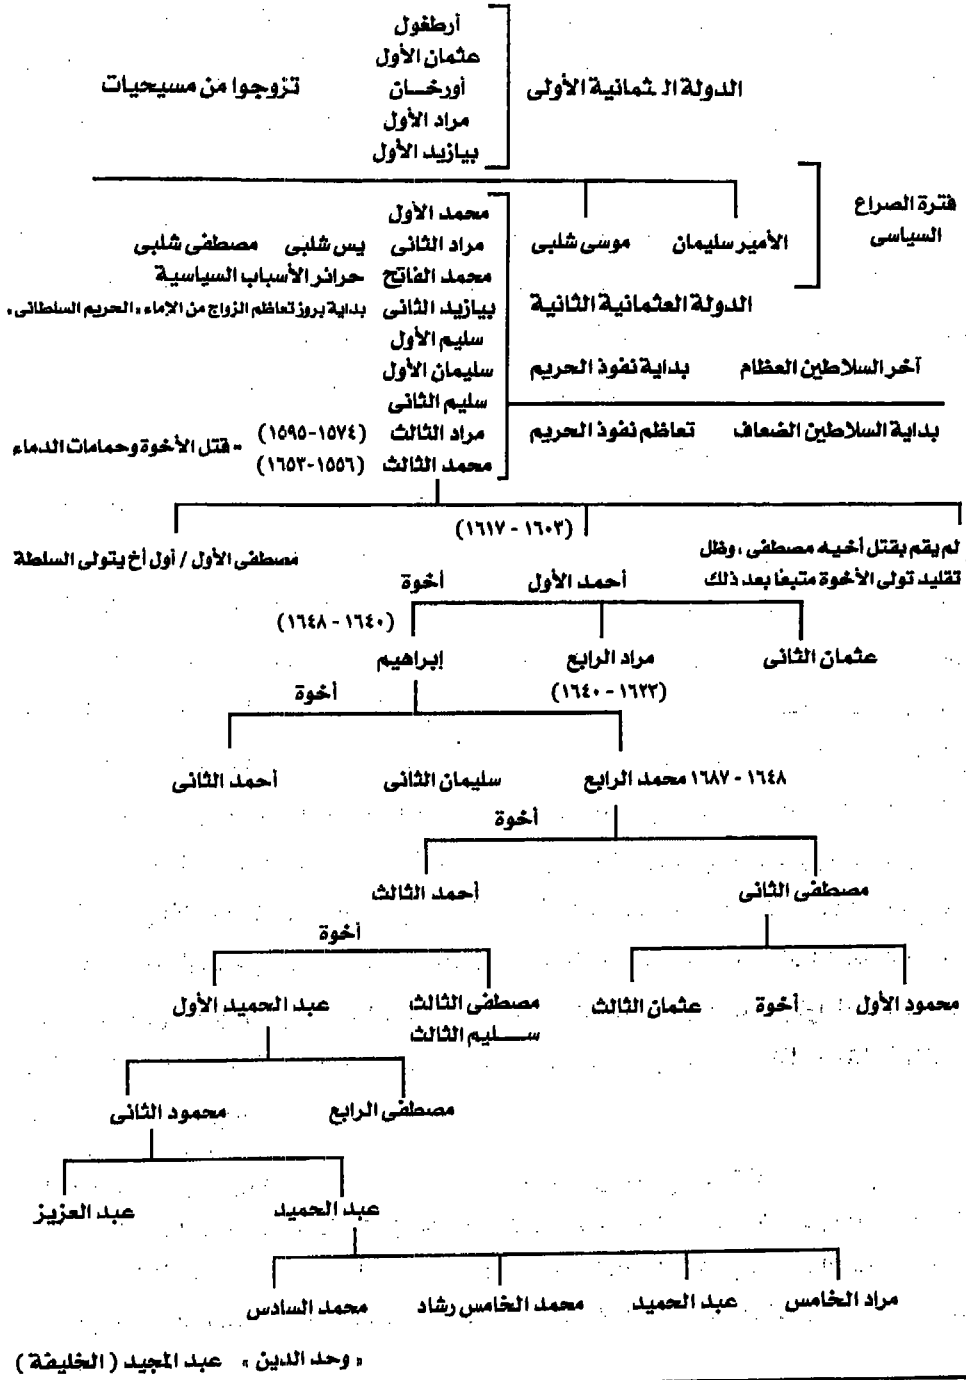 أرطغول
عثمان الأول
الدولة العثمانية الأولى أورخــان تزوجوا من مسيحيات
مراد الأول
بيازيد الأول
فترة الصراع السياسى
محمد الأول
الأمير سليمان موسى شلبى مراد الثانى يس شلبى مصطفى شلبى
محمد الفاتح حرائر الأسباب السياسية
الدولة العثمانية الثانية بيازيد الثانى بداية بروز تعاظم الزواج من الإماء «الحريم السلطانى»
سليم الأول
آخر السلاطين العظام بداية نفوذ الحريم سليمان الأول
سليم الثانى
بداية السلاطين الضعاف تعاظم نفوذ الحريم مراد الثالث (١٥٧٤-١٥٩٥) - قتل الأخوة وحمامات الدماء
محمد الثالث (١٥٥٦-١٦٥٣)
(١٦٠٣ - ١٦١٧)
لم يقم بقتل أخيه مصطفى ، وظل
تقليد تولى الأخوة متبعًا بعد ذلك
مصطفى الأول / أول أخ يتولى السلطة
أحمد الأول أخوة
(١٦٤٠ - ١٦٤٨)
عثمان الثانى مراد الرابع إبراهيم
(١٦٢٣ - ١٦٤٠)
أخوة
١٦٤٨ - ١٦٨٧ محمد الرابع سليمان الثانى أحمد الثانى
أخوة
مصطفى الثانى أحمد الثالث
أخوة
محمود الأول أخوة عثمان الثالث مصطفى الثالث عبد الحميد الأول
ســـليم الثالث
مصطفى الرابع محمود الثانى
عبد الحميد عبد العزيز
مراد الخامس عبد الحميد محمد الخامس رشاد محمد السادس
« وحد الدين » عبد المجيد ( الخليفة )